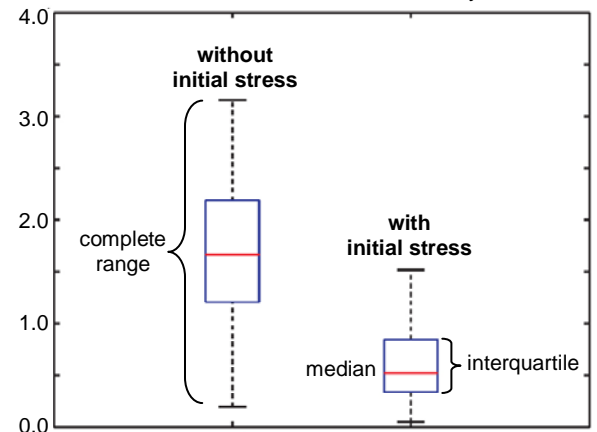 4.0
without
initial stress
3.0
with
initial stress
2.0
complete
range
1.0
median
interquartile
0.0